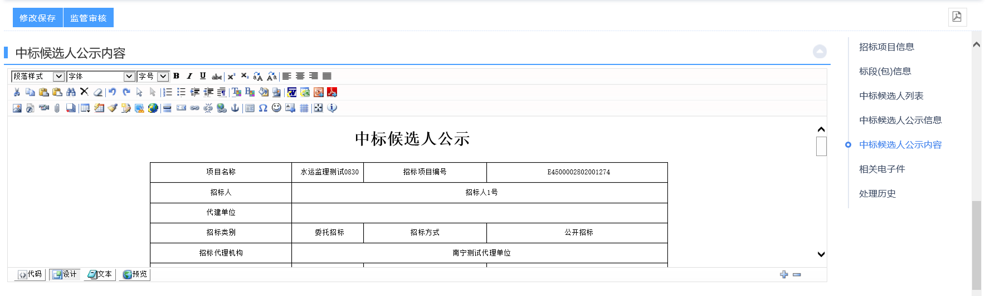 修改保存 监管审核
中标候选人公示内容
段落样式 字体 字号
中标候选人公示
项目名称 水运监理测试0830 招标项目编号 E4500002802001274
招标人 招标人1号
代建单位
招标类别 委托招标 招标方式 公开招标
招标代理机构 南宁测试代理单位
代码 设计 文本 预览
招标项目信息
标段(包)信息
中标候选人列表
中标候选人公示信息
中标候选人公示内容
相关电子件
处理历史